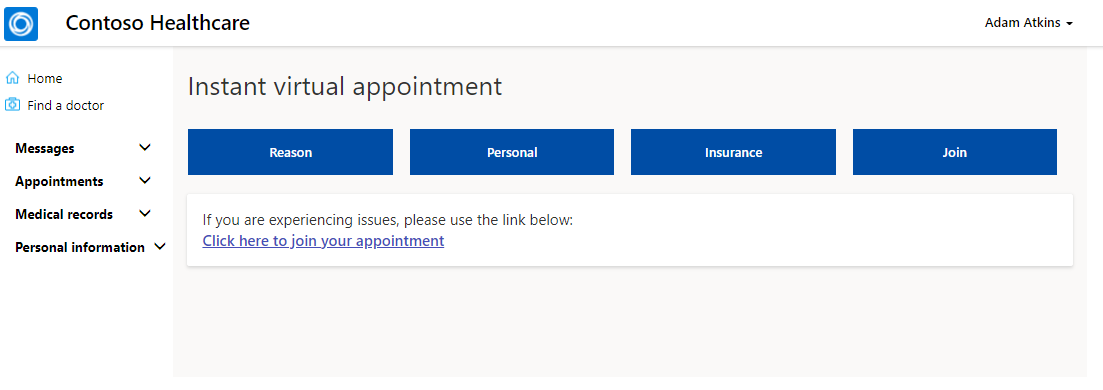 Contoso Healthcare
Adam Atkins
Home
Find a doctor
Messages
Appointments
Medical records
Personal information
Instant virtual appointment
Reason
Personal
Insurance
Join
If you are experiencing issues, please use the link below:
Click here to join your appointment